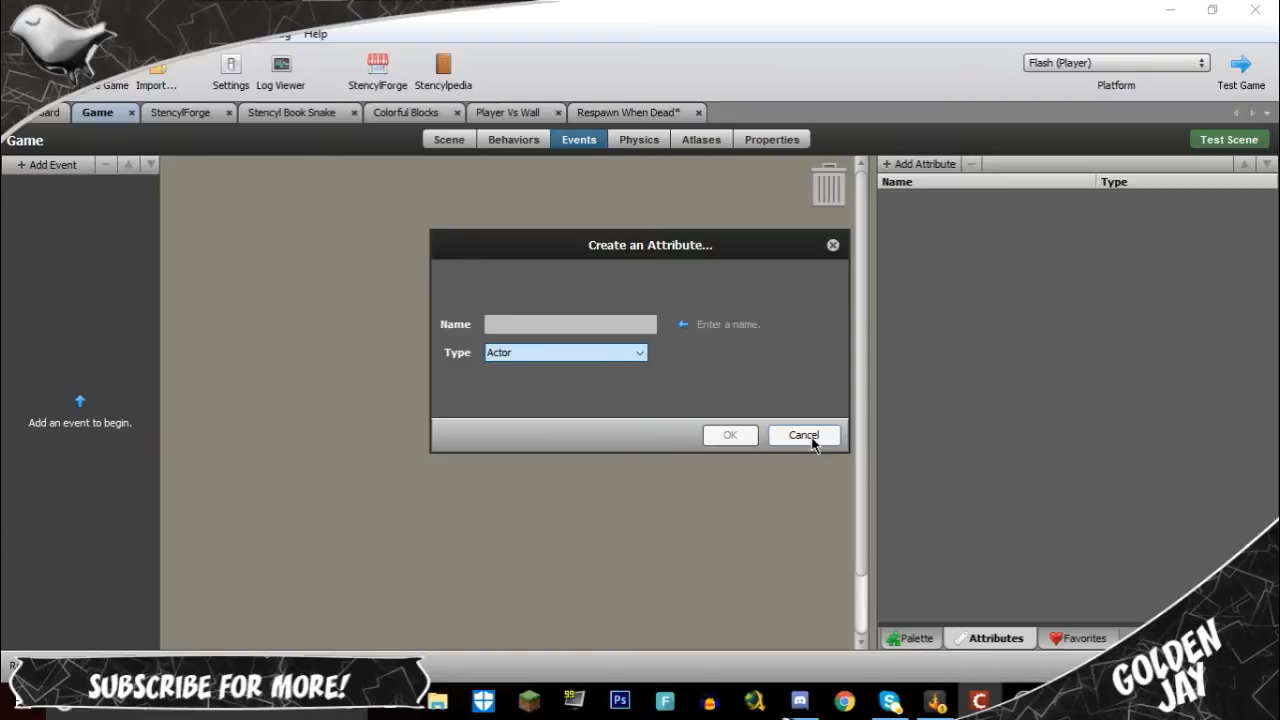 Help
Game Import... Settings Log Viewer StencylForge Stencylpedia
Flash (Player)
Platform
Test Game
Game StencylForge Stencyl Book Snake Colorful Blocks Player Vs Wall Respawn When Dead*
Game
Scene Behaviors Events Physics Atlases Properties
Test Scene
+ Add Event
+ Add Attribute
Name Type
Create an Attribute...
Name
Enter a name.
Type Actor
OK Cancel
Add an event to begin.
Palette Attributes Favorites
SUBSCRIBE FOR MORE!
99
Ps
F
GOLDEN
JAY